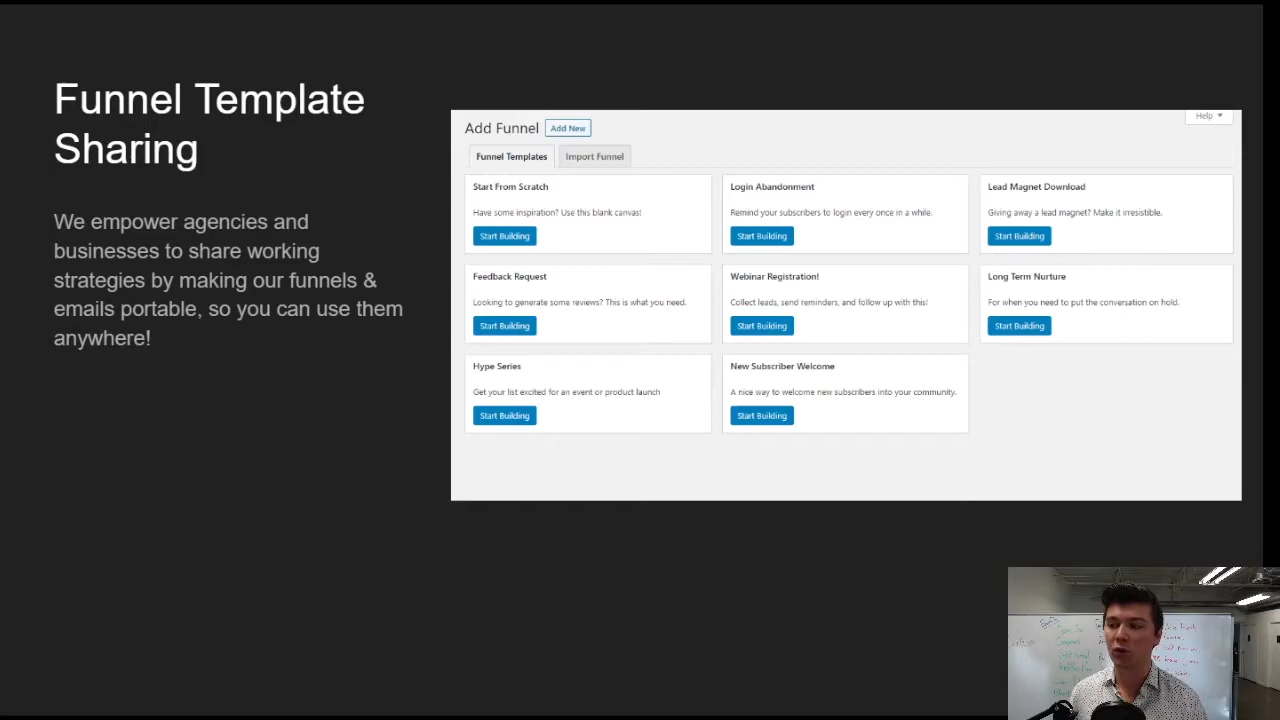 Funnel Template
Sharing
We empower agencies and
businesses to share working
strategies by making our funnels &
emails portable, so you can use them
anywhere!
Help ▼
Add Funnel Add New
Funnel Templates Import Funnel
Start From Scratch
Have some inspiration? Use this blank canvas!
Start Building
Login Abandonment
Remind your subscribers to login every once in a while.
Start Building
Lead Magnet Download
Giving away a lead magnet? Make it irresistible.
Start Building
Feedback Request
Looking to generate some reviews? This is what you need.
Start Building
Webinar Registration!
Collect leads, send reminders, and follow up with this!
Start Building
Long Term Nurture
For when you need to put the conversation on hold.
Start Building
Hype Series
Get your list excited for an event or product launch
Start Building
New Subscriber Welcome
A nice way to welcome new subscribers into your community.
Start Building